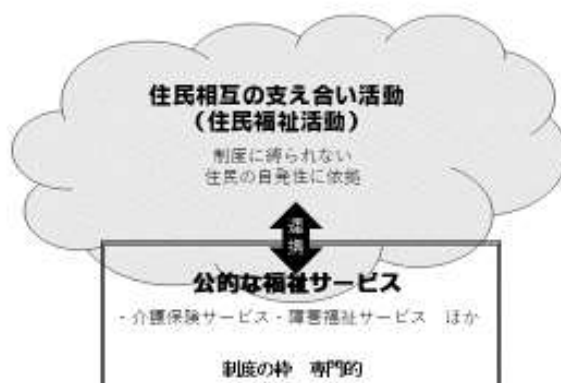 住民相互の支え合い活動
（住民福祉活動）
制度に縛られない
住民の自発性に依拠
連携
公的な福祉サービス
・介護保険サービス・障害福祉サービス　ほか
制度の枠　専門的